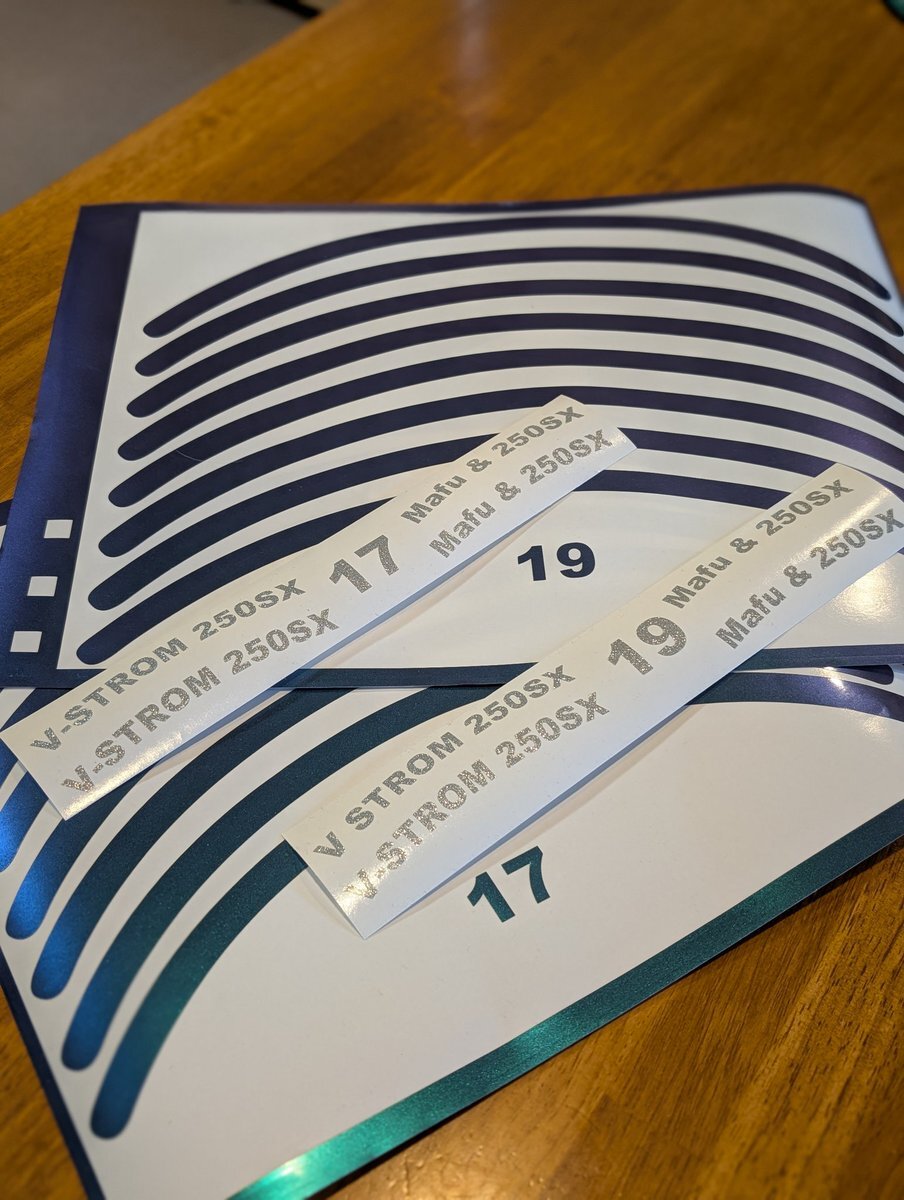 Mafu & 250SX
Mafu & 250SX
17
V-STROM 250SX
V-STROM 250SX
19
Mafu & 250SX
Mafu & 250SX
19
V STROM 250SX
V-STROM 250SX
17